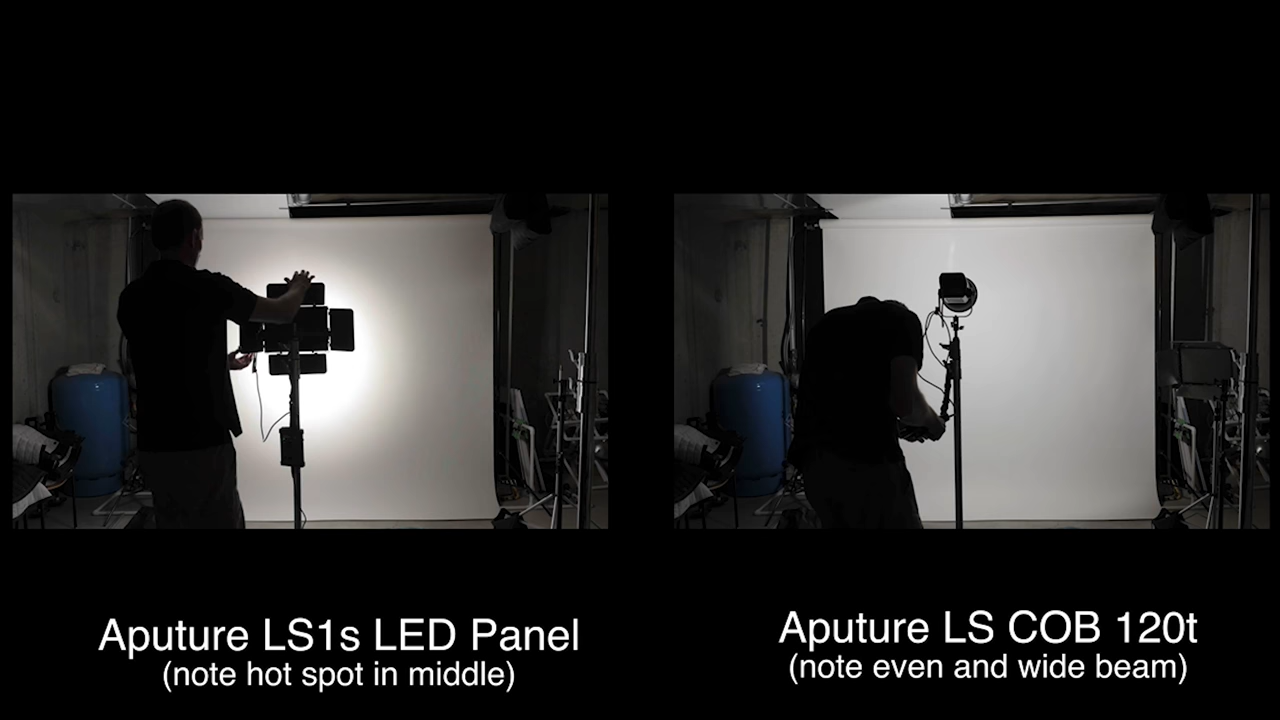 Aputure LS1s LED Panel
(note hot spot in middle)
Aputure LS COB 120t
(note even and wide beam)